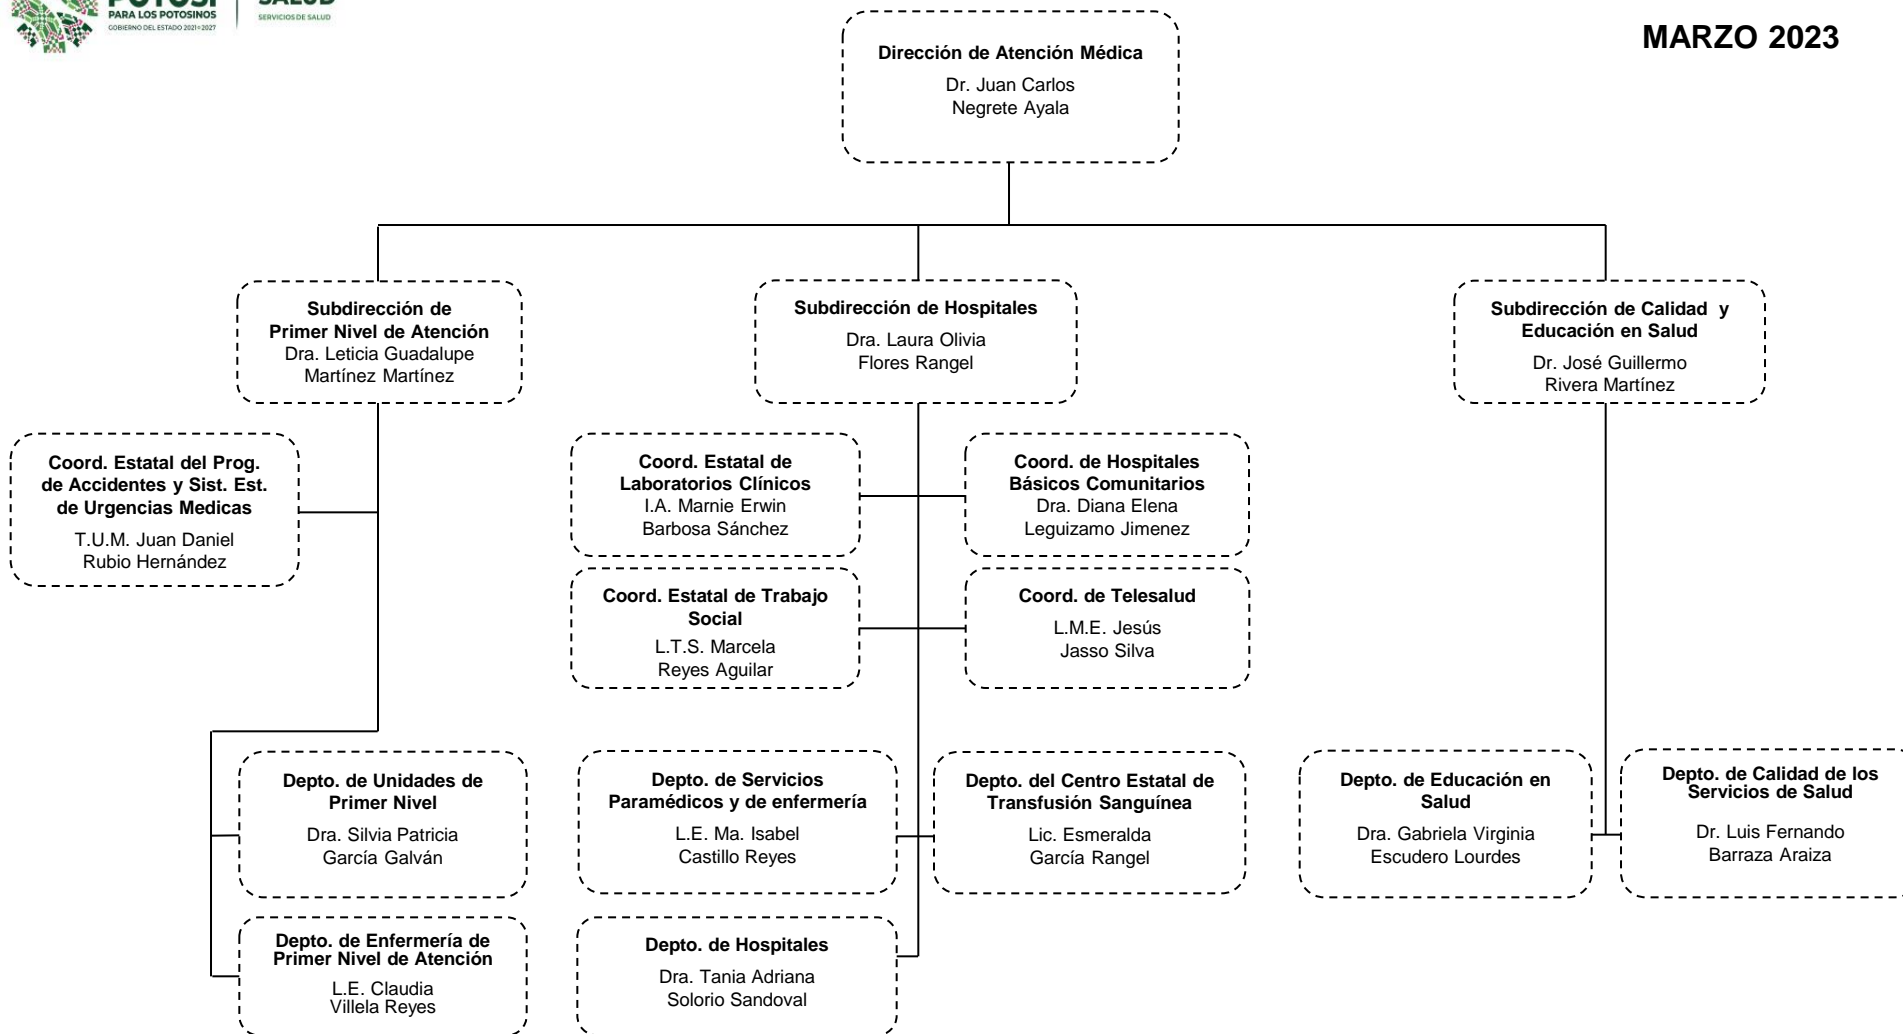 POTOSÍ
PARA LOS POTOSINOS
GOBIERNO DEL ESTADO 2021-2027
SALUD
SERVICIOS DE SALUD
MARZO 2023
Dirección de Atención Médica
Dr. Juan Carlos
Negrete Ayala
Subdirección de
Primer Nivel de Atención
Dra. Leticia Guadalupe
Martínez Martínez
Subdirección de Hospitales
Dra. Laura Olivia
Flores Rangel
Subdirección de Calidad y
Educación en Salud
Dr. José Guillermo
Rivera Martínez
Coord. Estatal del Prog.
de Accidentes y Sist. Est.
de Urgencias Medicas
T.U.M. Juan Daniel
Rubio Hernández
Coord. Estatal de
Laboratorios Clínicos
I.A. Marnie Erwin
Barbosa Sánchez
Coord. de Hospitales
Básicos Comunitarios
Dra. Diana Elena
Leguizamo Jimenez
Coord. Estatal de Trabajo
Social
L.T.S. Marcela
Reyes Aguilar
Coord. de Telesalud
L.M.E. Jesús
Jasso Silva
Depto. de Unidades de
Primer Nivel
Dra. Silvia Patricia
García Galván
Depto. de Servicios
Paramédicos y de enfermería
L.E. Ma. Isabel
Castillo Reyes
Depto. del Centro Estatal de
Transfusión Sanguínea
Lic. Esmeralda
García Rangel
Depto. de Educación en
Salud
Dra. Gabriela Virginia
Escudero Lourdes
Depto. de Calidad de los
Servicios de Salud
Dr. Luis Fernando
Barraza Araiza
Depto. de Enfermería de
Primer Nivel de Atención
L.E. Claudia
Villela Reyes
Depto. de Hospitales
Dra. Tania Adriana
Solorio Sandoval